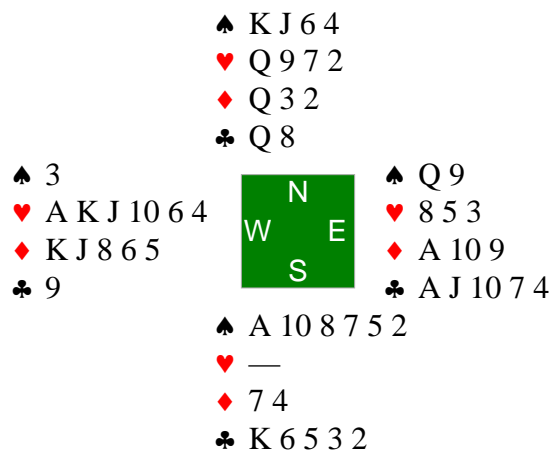 ♠ K J 6 4
♥ Q 9 7 2
♦ Q 3 2
♣ Q 8
♠ 3
♥ A K J 10 6 4
♦ K J 8 6 5
♣ 9
N
W E
S
♠ Q 9
♥ 8 5 3
♦ A 10 9
♣ A J 10 7 4
♠ A 10 8 7 5 2
♥ —
♦ 7 4
♣ K 6 5 3 2